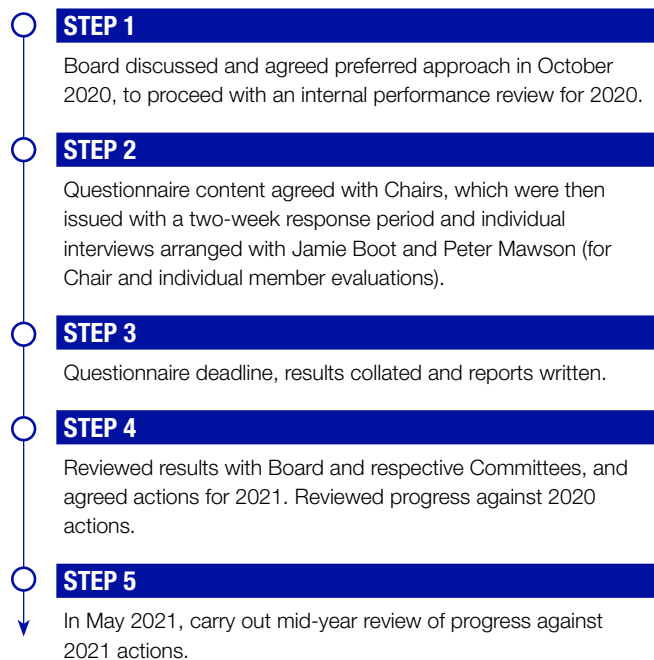 STEP 1
Board discussed and agreed preferred approach in October
2020, to proceed with an internal performance review for 2020.
STEP 2
Questionnaire content agreed with Chairs, which were then
issued with a two-week response period and individual
interviews arranged with Jamie Boot and Peter Mawson (for
Chair and individual member evaluations).
STEP 3
Questionnaire deadline, results collated and reports written.
STEP 4
Reviewed results with Board and respective Committees, and
agreed actions for 2021. Reviewed progress against 2020
actions.
STEP 5
In May 2021, carry out mid-year review of progress against
2021 actions.